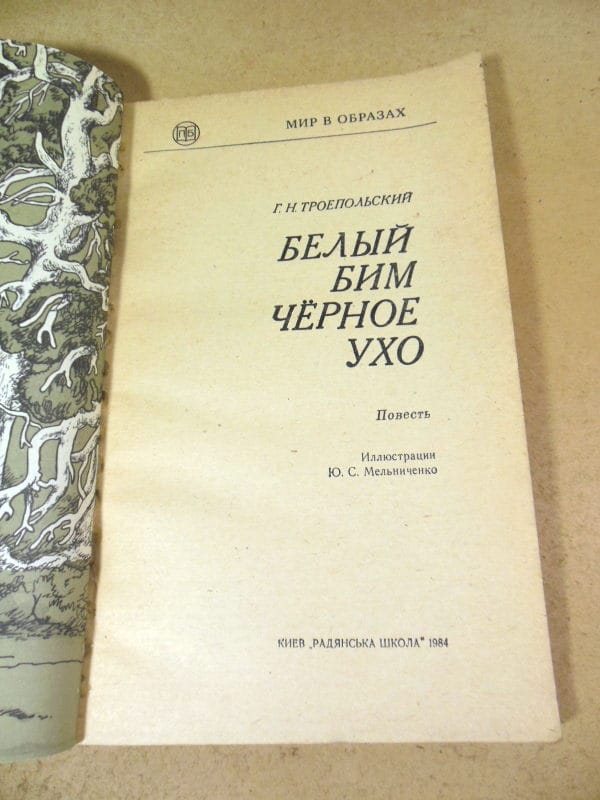 ПБ
МИР В ОБРАЗАХ
Г. Н. ТРОЕПОЛЬСКИЙ
БЕЛЫЙ
БИМ
ЧЁРНОЕ
УХО
Повесть
Иллюстрации
Ю. С. Мельниченко
КИЕВ „РАДЯНСЬКА ШКОЛА" 1984